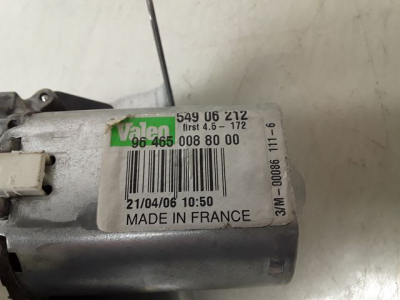 549 06 212
Valeo first 4.6 - 172
96 465 008 80 00
21/04/06 10:50
MADE IN FRANCE
3/M-00086 111-6